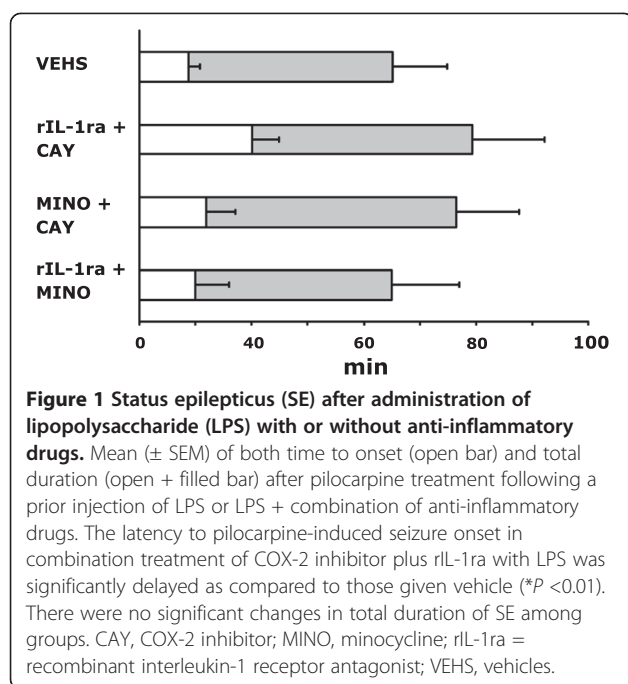 VEHS
rIL-1ra +
CAY
MINO +
CAY
rIL-1ra +
MINO
0 40 60 80 100
min
Figure 1 Status epilepticus (SE) after administration of
lipopolysaccharide (LPS) with or without anti-inflammatory
drugs. Mean (± SEM) of both time to onset (open bar) and total
duration (open + filled bar) after pilocarpine treatment following a
prior injection of LPS or LPS + combination of anti-inflammatory
drugs. The latency to pilocarpine-induced seizure onset in
combination treatment of COX-2 inhibitor plus rIL-1ra with LPS was
significantly delayed as compared to those given vehicle (*P <0.01).
There were no significant changes in total duration of SE among
groups. CAY, COX-2 inhibitor; MINO, minocycline; rIL-1ra =
recombinant interleukin-1 receptor antagonist; VEHS, vehicles.